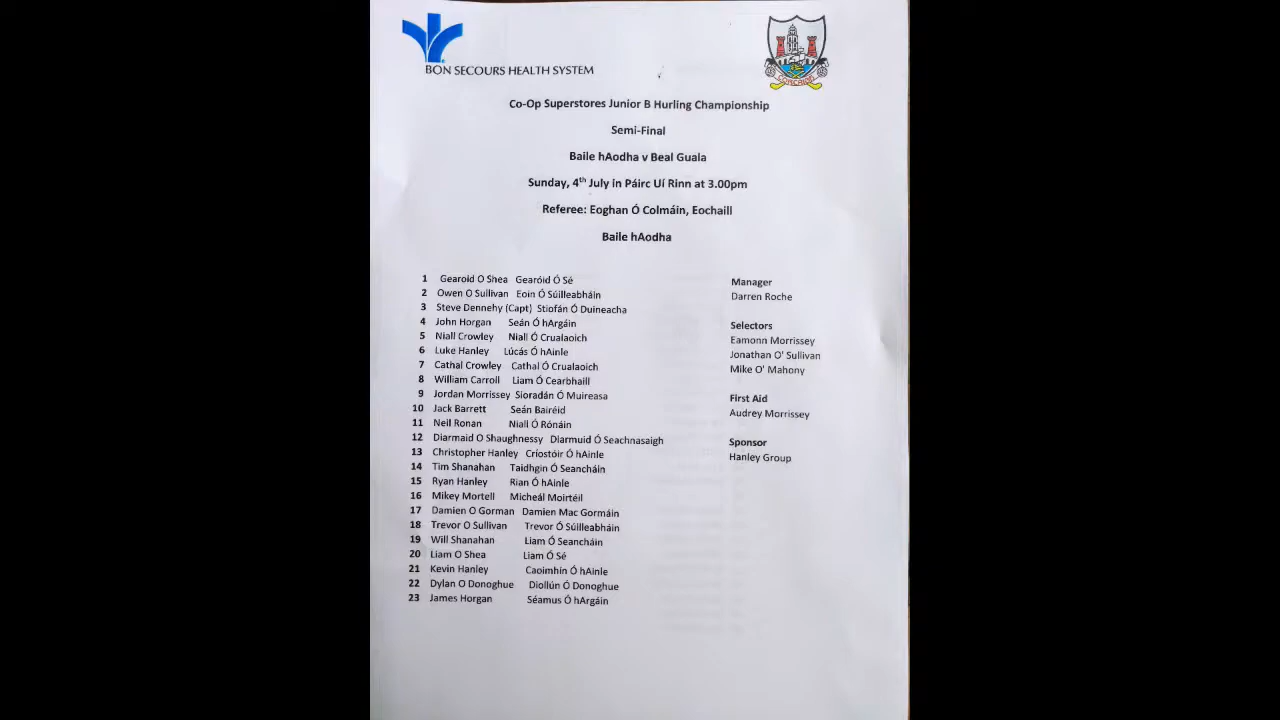 BON SECOURS HEALTH SYSTEM
Co-Op Superstores Junior B Hurling Championship
Semi-Final
Baile hAodha v Beal Guala
Sunday, 4th July in Páirc Uí Rinn at 3.00pm
Referee: Eoghan Ó Colmáin, Eochaill
Baile hAodha
1 Gearoid O Shea Gearóid Ó Sé
2 Owen O Sullivan Eoin Ó Súilleabháin
3 Steve Dennehy (Capt) Stiofán Ó Duineacha
4 John Horgan Seán Ó hArgáin
5 Niall Crowley Niall Ó Crualaoich
6 Luke Hanley Lúcás Ó hAinle
7 Cathal Crowley Cathal Ó Crualaoich
8 William Carroll Liam Ó Cearbhaill
9 Jordan Morrissey Sioradán Ó Muireasa
10 Jack Barrett Seán Bairéid
11 Neil Ronan Niall Ó Rónáin
12 Diarmaid O Shaughnessy Diarmuid Ó Seachnasaigh
13 Christopher Hanley Críostóir Ó hAinle
14 Tim Shanahan Taidhgin Ó Seancháin
15 Ryan Hanley Rian Ó hAinle
16 Mikey Mortell Micheál Moirtéil
17 Damien O Gorman Damien Mac Gormáin
18 Trevor O Sullivan Trevor Ó Súilleabháin
19 Will Shanahan Liam Ó Seancháin
20 Liam O Shea Liam Ó Sé
21 Kevin Hanley Caoimhín Ó hAinle
22 Dylan O Donoghue Diollún Ó Donoghue
23 James Horgan Séamus Ó hArgáin
Manager
Darren Roche
Selectors
Eamonn Morrissey
Jonathan O' Sullivan
Mike O' Mahony
First Aid
Audrey Morrissey
Sponsor
Hanley Group